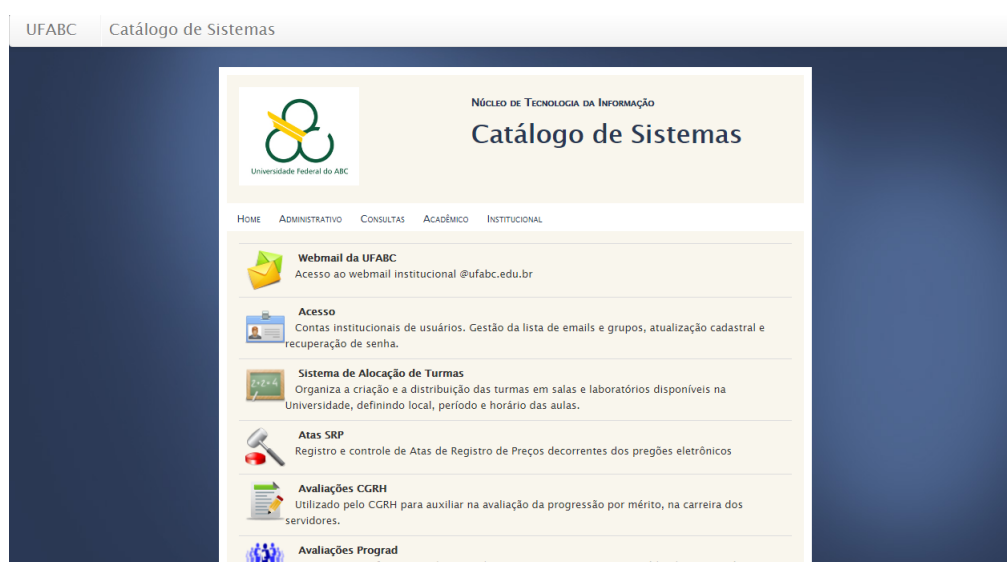 UFABC Catálogo de Sistemas
Núcleo de Tecnologia da Informação
Catálogo de Sistemas
Universidade Federal do ABC
Home Administrativo Consultas Acadêmico Institucional
Webmail da UFABC
Acesso ao webmail institucional @ufabc.edu.br
Acesso
Contas institucionais de usuários. Gestão da lista de emails e grupos, atualização cadastral e
recuperação de senha.
2+2=4
Sistema de Alocação de Turmas
Organiza a criação e a distribuição das turmas em salas e laboratórios disponíveis na
Universidade, definindo local, período e horário das aulas.
Atas SRP
Registro e controle de Atas de Registro de Preços decorrentes dos pregões eletrônicos
Avaliações CGRH
Utilizado pelo CGRH para auxiliar na avaliação da progressão por mérito, na carreira dos
servidores.
Avaliações Prograd